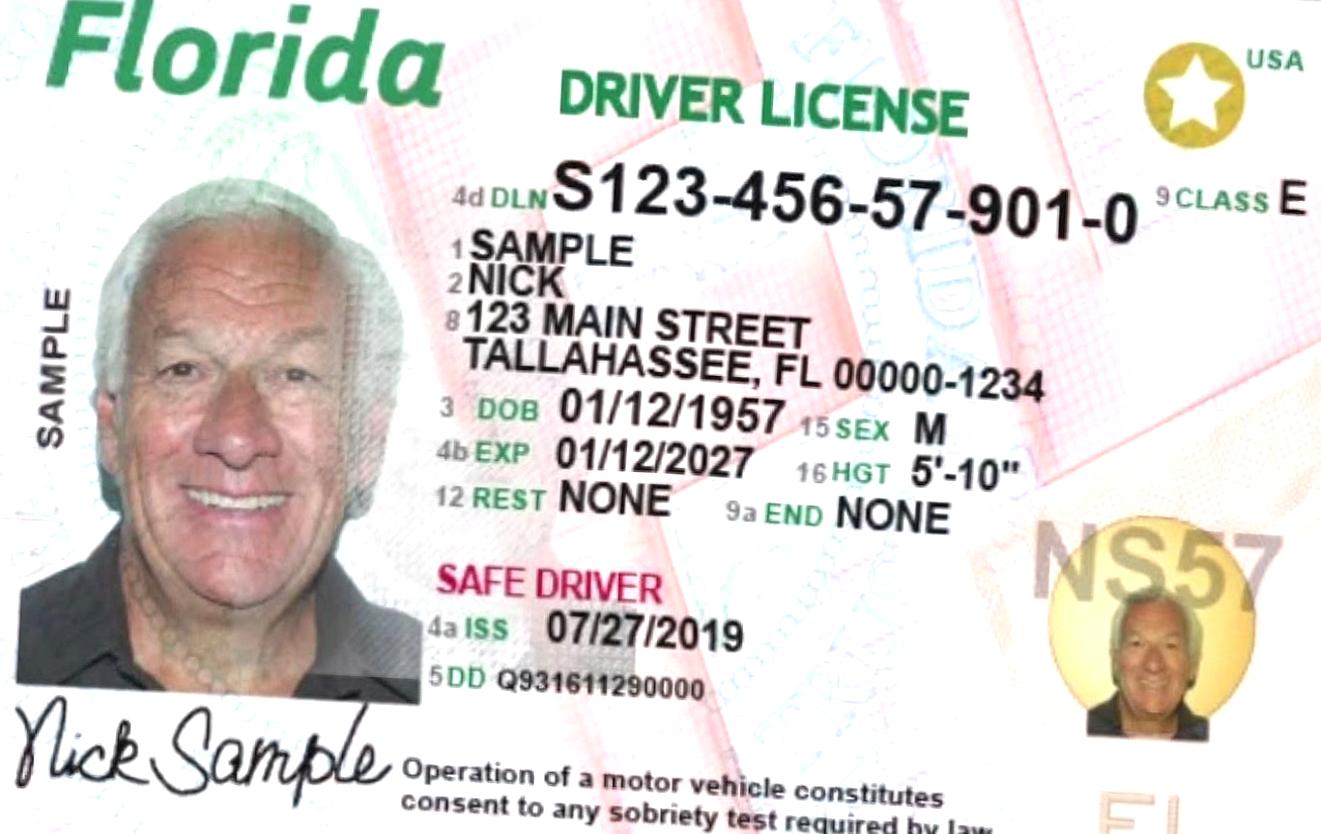 Florida
DRIVER LICENSE
USA
4d DLN S123-456-57-901-0
9 CLASS E
1 SAMPLE
2 NICK
8 123 MAIN STREET
TALLAHASSEE, FL 00000-1234
3 DOB 01/12/1957 15 SEX M
4b EXP 01/12/2027 16 HGT 5'-10"
12 REST NONE 9a END NONE
SAFE DRIVER
4a ISS 07/27/2019
5 DD Q931611290000
SAMPLE
NS57
Nick Sample
Operation of a motor vehicle constitutes
consent to any sobriety test required by law